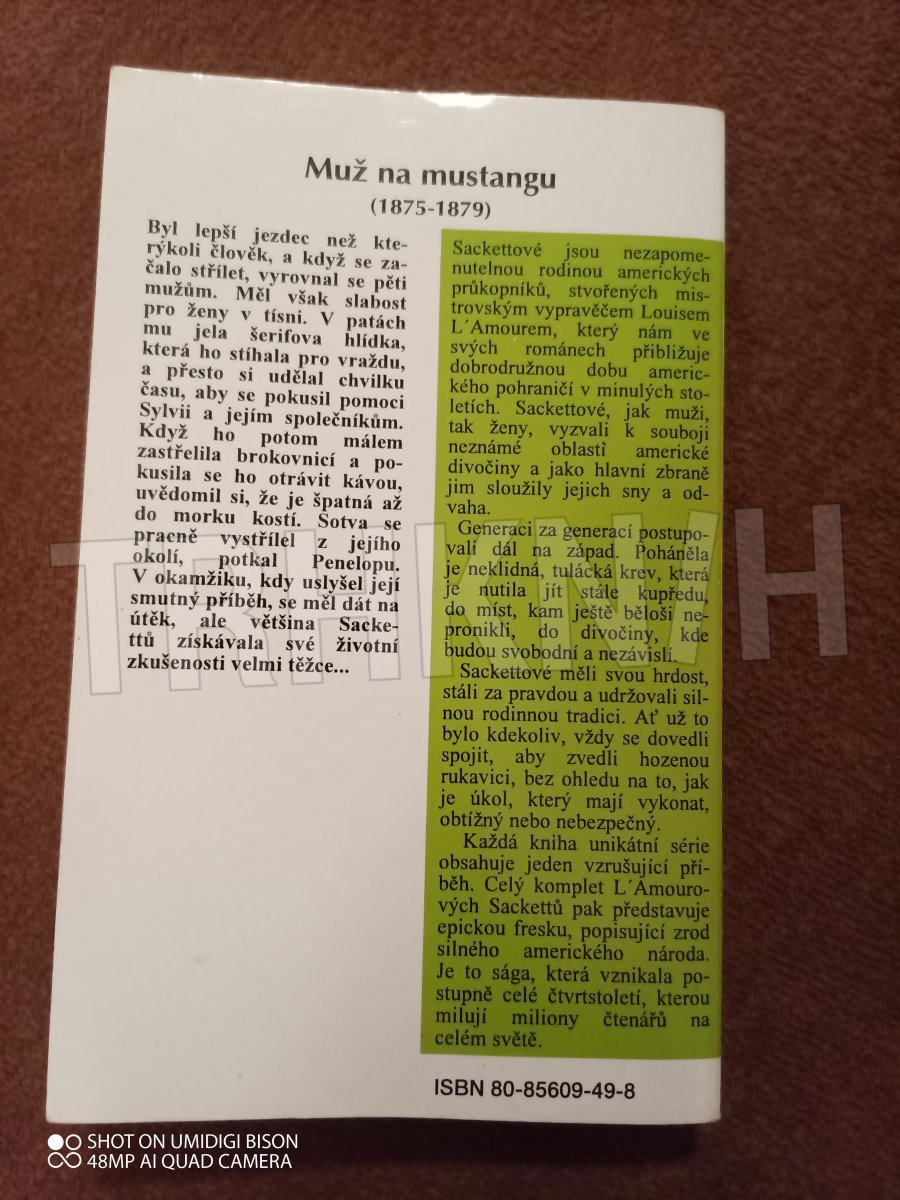 Muž na mustangu
(1875-1879)
Byl lepší jezdec než kte-
rýkoli člověk, a když se za-
čalo střílet, vyrovnal se pěti
mužům. Měl však slabost
pro ženy v tísni. V patách
mu jela šerifova hlídka,
která ho stíhala pro vraždu,
a přesto si udělal chvilku
času, aby se pokusil pomoci
Sylvii a jejím společníkům.
Když ho potom málem
zastřelila brokovnicí a po-
kusila se ho otrávit kávou,
uvědomil si, že je špatná až
do morku kostí. Sotva se
pracně vystřílel z jejího
okolí, potkal Penelopu.
V okamžiku, kdy uslyšel její
smutný příběh, se měl dát na
útěk, ale většina Sacke-
ttů získávala své životní
zkušenosti velmi těžce...
Sackettové jsou nezapome-
nutelnou rodinou amerických
průkopníků, stvořených mis-
trovským vypravěčem Louisem
L´Amourem, který nám ve
svých románech přibližuje
dobrodružnou dobu americ-
kého pohraničí v minulých sto-
letích. Sackettové, jak muži,
tak ženy, vyzvali k souboji
neznámé oblasti americké
divočiny a jako hlavní zbraně
jim sloužily jejich sny a od-
vaha.
Generaci za generací postupo-
vali dál na západ. Poháněla
je neklidná, tulácká krev, která
je nutila jít stále kupředu,
do míst, kam ještě běloši ne-
pronikli, do divočiny, kde
budou svobodní a nezávislí.
Sackettové měli svou hrdost,
stáli za pravdou a udržovali sil-
nou rodinnou tradici. Ať už to
bylo kdekoliv, vždy se dovedli
spojit, aby zvedli hozenou
rukavici, bez ohledu na to, jak
je úkol, který mají vykonat,
obtížný nebo nebezpečný.
Každá kniha unikátní série
obsahuje jeden vzrušující pří-
běh. Celý komplet L´Amouro-
vých Sackettů pak představuje
epickou fresku, popisující zrod
silného amerického národa.
Je to sága, která vznikala po-
stupně celé čtvrtstoletí, kterou
milují miliony čtenářů na
celém světě.
ISBN 80-85609-49-8
SHOT ON UMIDIGI BISON
48MP AI QUAD CAMERA